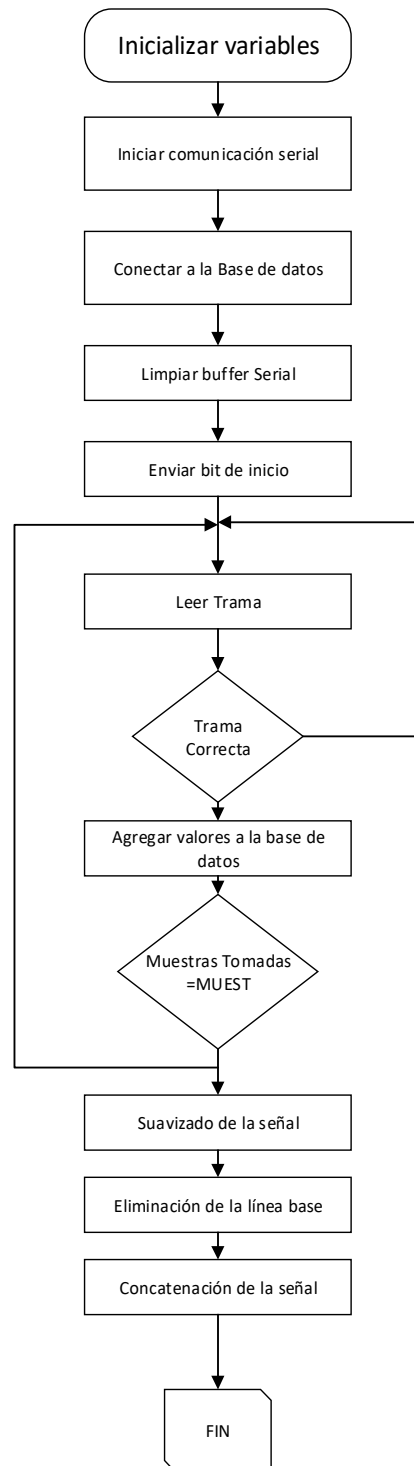 Inicializar variables
Iniciar comunicación serial
Conectar a la Base de datos
Limpiar buffer Serial
Enviar bit de inicio
Leer Trama
Trama
Correcta
Agregar valores a la base de
datos
Muestras Tomadas
=MUEST
Suavizado de la señal
Eliminación de la línea base
Concatenación de la señal
FIN